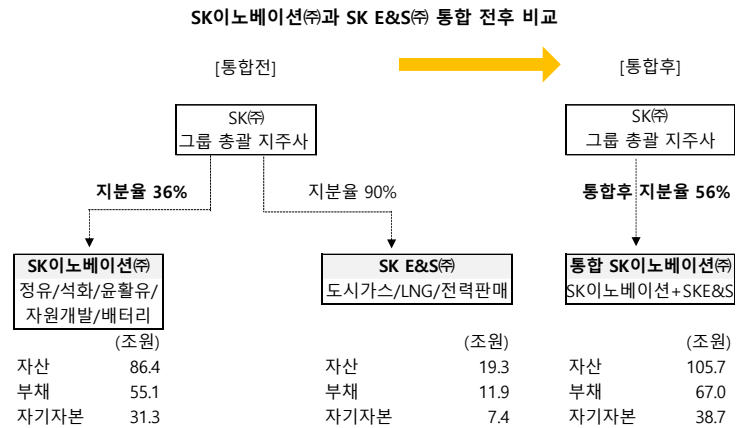 SK이노베이션㈜과 SK E&S㈜ 통합 전후 비교
[통합전] [통합후]
SK㈜ SK㈜
그룹 총괄 지주사 그룹 총괄 지주사
지분율 36% 지분율 90% 통합후 지분율 56%
SK이노베이션㈜ SK E&S㈜ 통합 SK이노베이션㈜
정유/석화/윤활유/ 도시가스/LNG/전력판매 SK이노베이션+SKE&S
자원개발/배터리
(조원) (조원) (조원)
자산 86.4 자산 19.3 자산 105.7
부채 55.1 부채 11.9 부채 67.0
자기자본 31.3 자기자본 7.4 자기자본 38.7